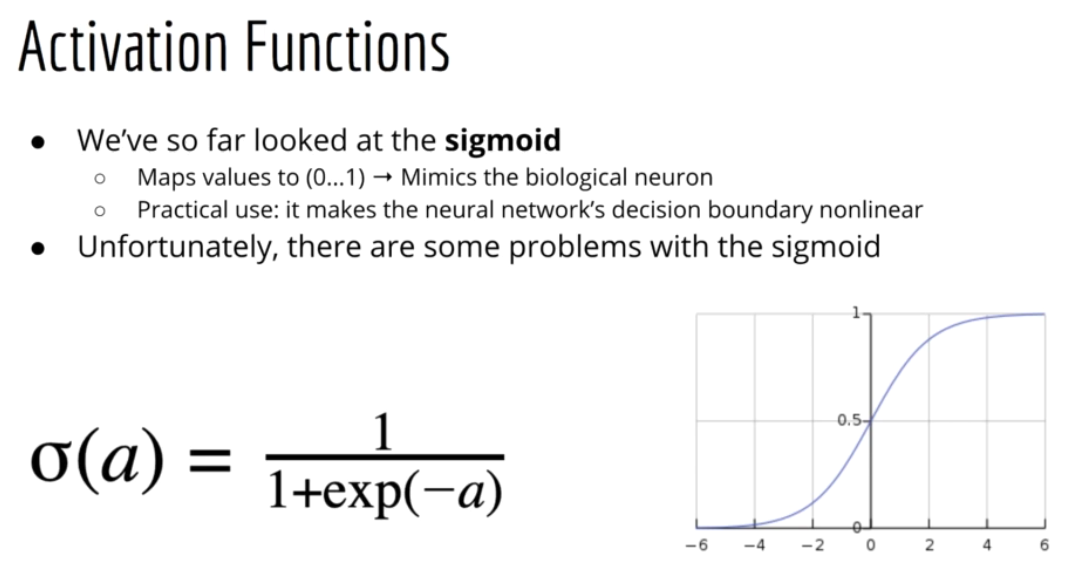 Activation Functions
● We've so far looked at the sigmoid
○ Maps values to (0...1) → Mimics the biological neuron
○ Practical use: it makes the neural network's decision boundary nonlinear
● Unfortunately, there are some problems with the sigmoid
σ(a) = 1 / 1+exp(−a)
1
0.5
0
−6 −4 −2 0 2 4 6